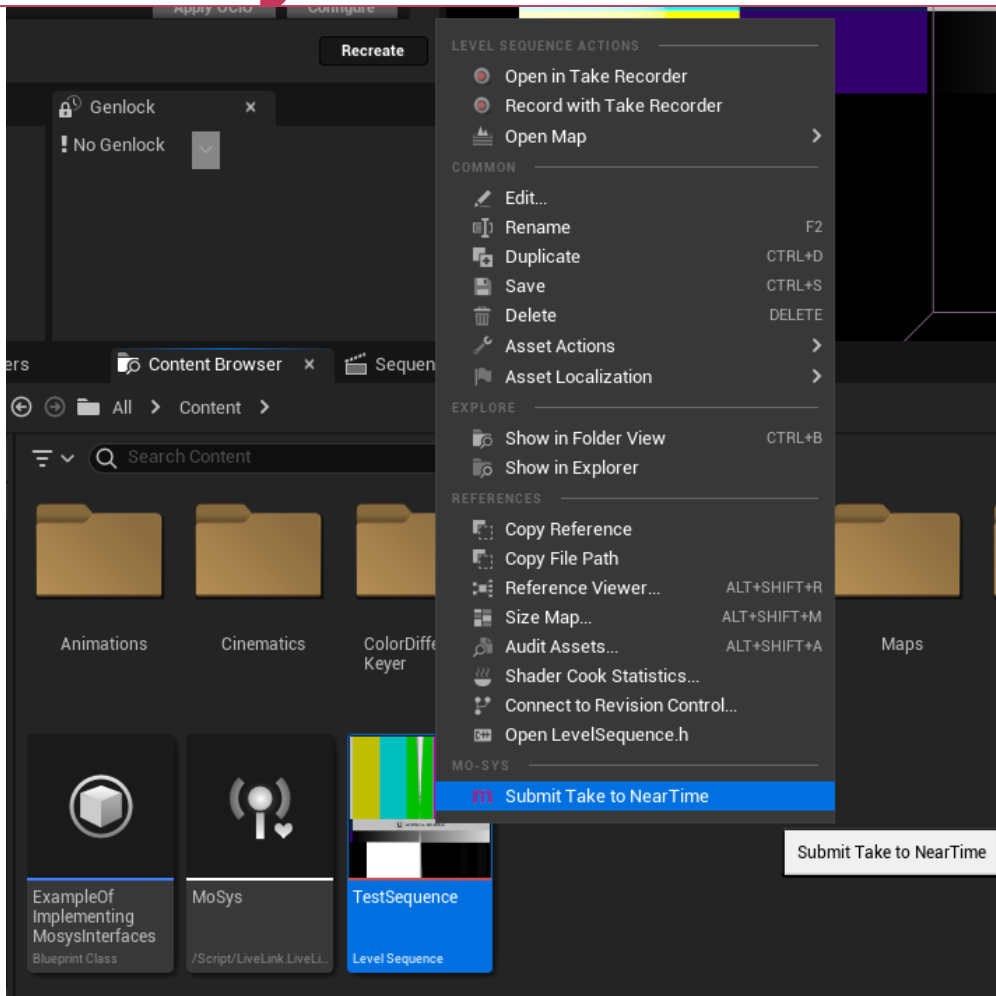 Apply OCIO Configure
Recreate
Genlock
! No Genlock
ers
Content Browser
Sequen
All > Content >
Search Content
Animations
Cinematics
ColorDiffe
Keyer
Maps
ExampleOf
Implementing
MosysInterfaces
Blueprint Class
MoSys
/Script/LiveLink.LiveLi...
TestSequence
Level Sequence
LEVEL SEQUENCE ACTIONS
Open in Take Recorder
Record with Take Recorder
Open Map
COMMON
Edit...
Rename F2
Duplicate CTRL+D
Save CTRL+S
Delete DELETE
Asset Actions
Asset Localization
EXPLORE
Show in Folder View CTRL+B
Show in Explorer
REFERENCES
Copy Reference
Copy File Path
Reference Viewer... ALT+SHIFT+R
Size Map... ALT+SHIFT+M
Audit Assets... ALT+SHIFT+A
Shader Cook Statistics...
Connect to Revision Control...
Open LevelSequence.h
MO-SYS
m Submit Take to NearTime
Submit Take to NearTime